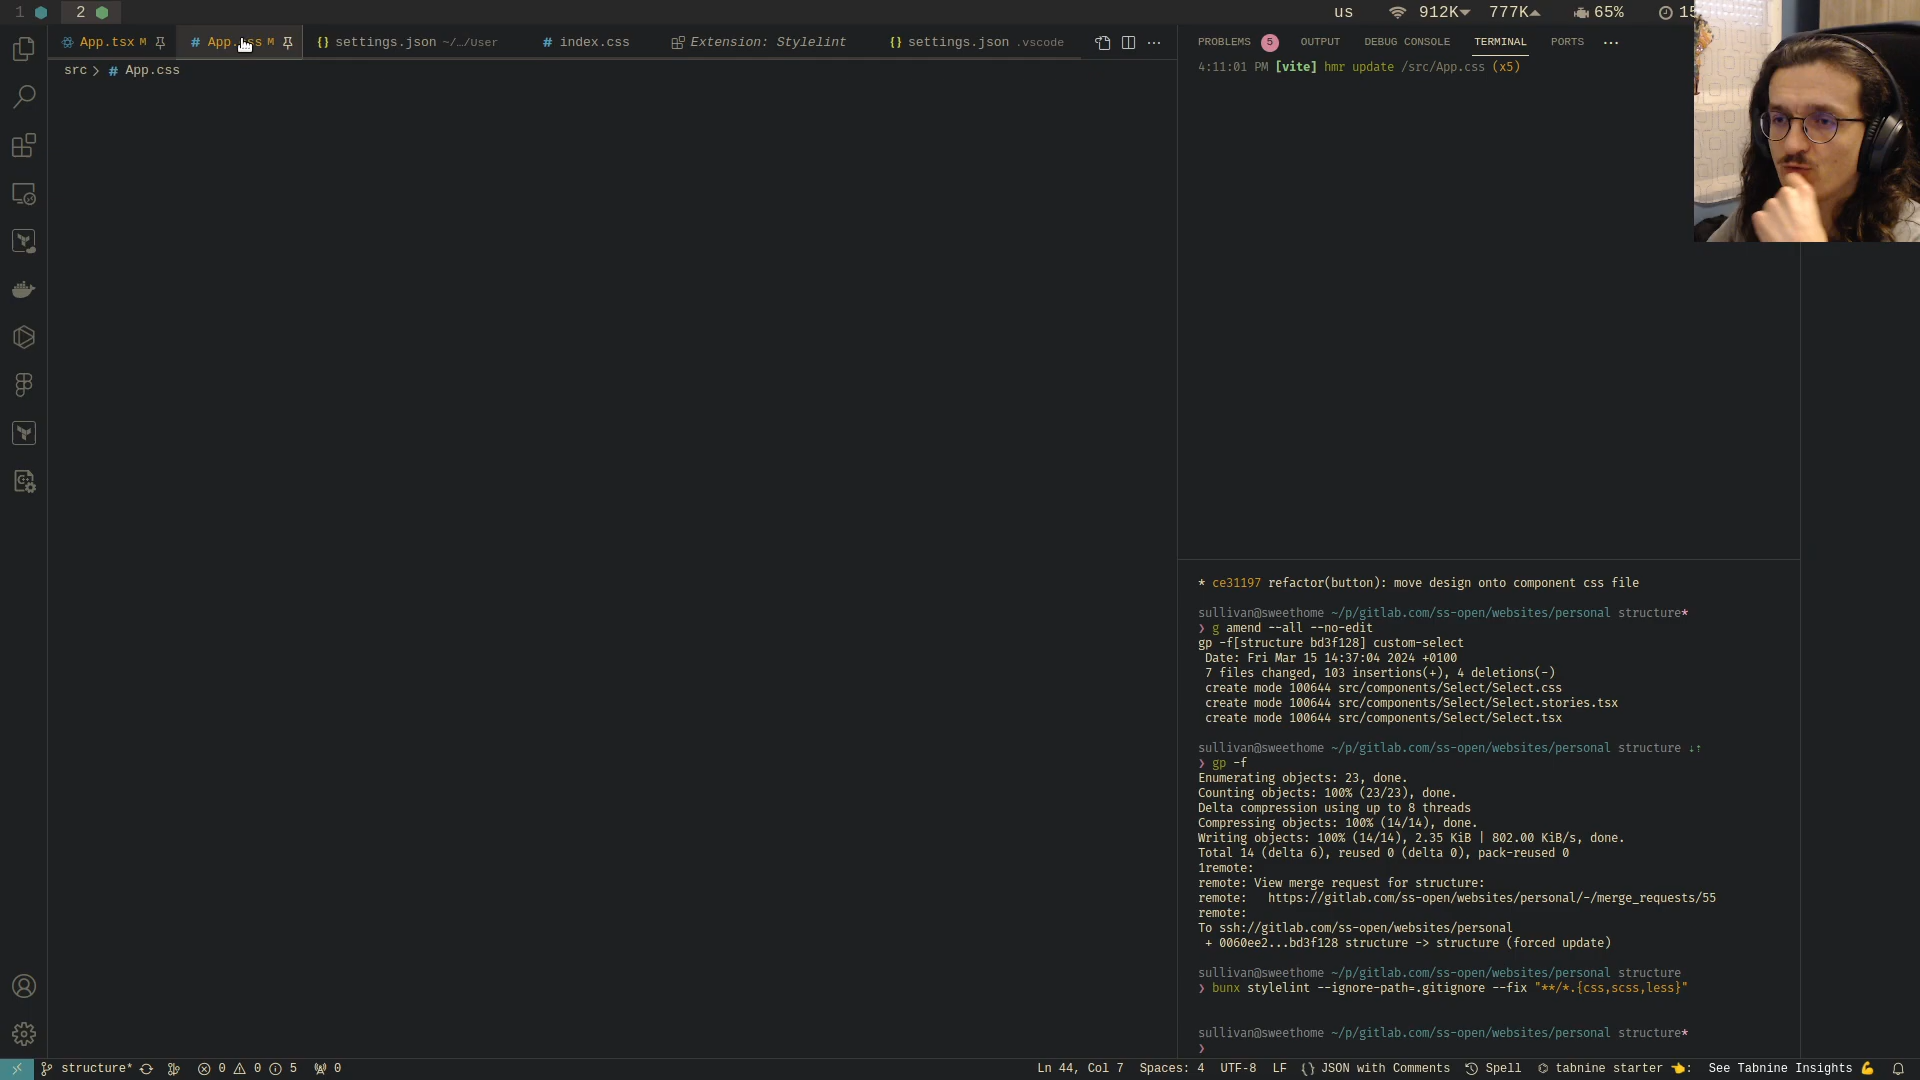 1 2 us 912K 777K 65% 15
App.tsx M App.css M settings.json ~/…/User index.css Extension: Stylelint settings.json .vscode
src > # App.css
PROBLEMS 5 OUTPUT DEBUG CONSOLE TERMINAL PORTS
4:11:01 PM [vite] hmr update /src/App.css (x5)
* ce31197 refactor(button): move design onto component css file
sullivan@sweethome ~/p/gitlab.com/ss-open/websites/personal structure*
❯ g amend --all --no-edit
gp -f[structure bd3f128] custom-select
Date: Fri Mar 15 14:37:04 2024 +0100
7 files changed, 103 insertions(+), 4 deletions(-)
create mode 100644 src/components/Select/Select.css
create mode 100644 src/components/Select/Select.stories.tsx
create mode 100644 src/components/Select/Select.tsx
sullivan@sweethome ~/p/gitlab.com/ss-open/websites/personal structure ⇣⇡
❯ gp -f
Enumerating objects: 23, done.
Counting objects: 100% (23/23), done.
Delta compression using up to 8 threads
Compressing objects: 100% (14/14), done.
Writing objects: 100% (14/14), 2.35 KiB | 802.00 KiB/s, done.
Total 14 (delta 6), reused 0 (delta 0), pack-reused 0
1remote:
remote: View merge request for structure:
remote:   https://gitlab.com/ss-open/websites/personal/-/merge_requests/55
remote:
To ssh://gitlab.com/ss-open/websites/personal
+ 0060ee2...bd3f128 structure -> structure (forced update)
sullivan@sweethome ~/p/gitlab.com/ss-open/websites/personal structure
❯ bunx stylelint --ignore-path=.gitignore --fix "**/*.{css,scss,less}"
sullivan@sweethome ~/p/gitlab.com/ss-open/websites/personal structure*
❯
structure* 0 0 5 0 Ln 44, Col 7 Spaces: 4 UTF-8 LF {} JSON with Comments Spell tabnine starter 👈: See Tabnine Insights 💪